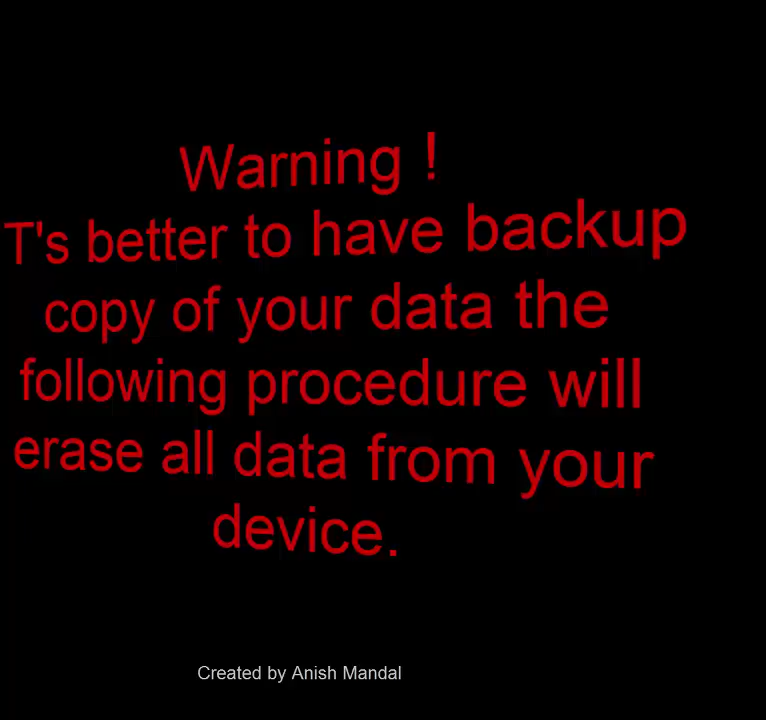 Warning !
T's better to have backup
copy of your data the
following procedure will
erase all data from your
device.
Created by Anish Mandal